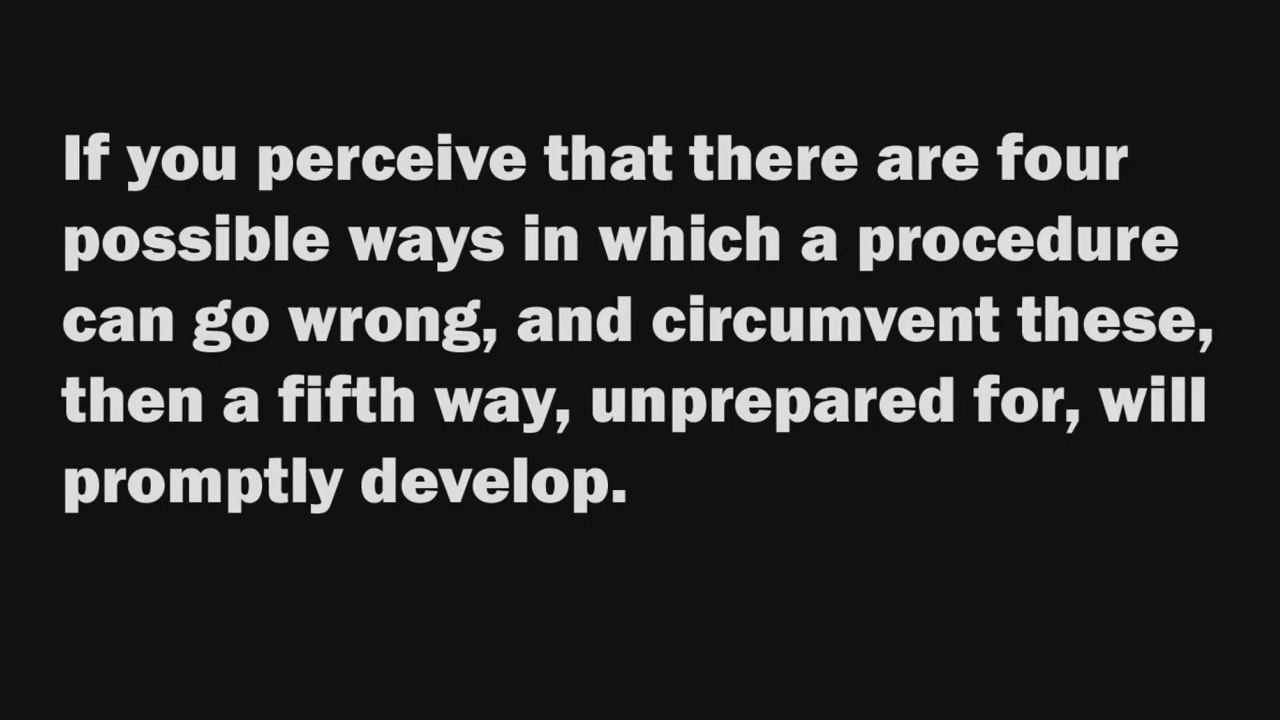 If you perceive that there are four
possible ways in which a procedure
can go wrong, and circumvent these,
then a fifth way, unprepared for, will
promptly develop.